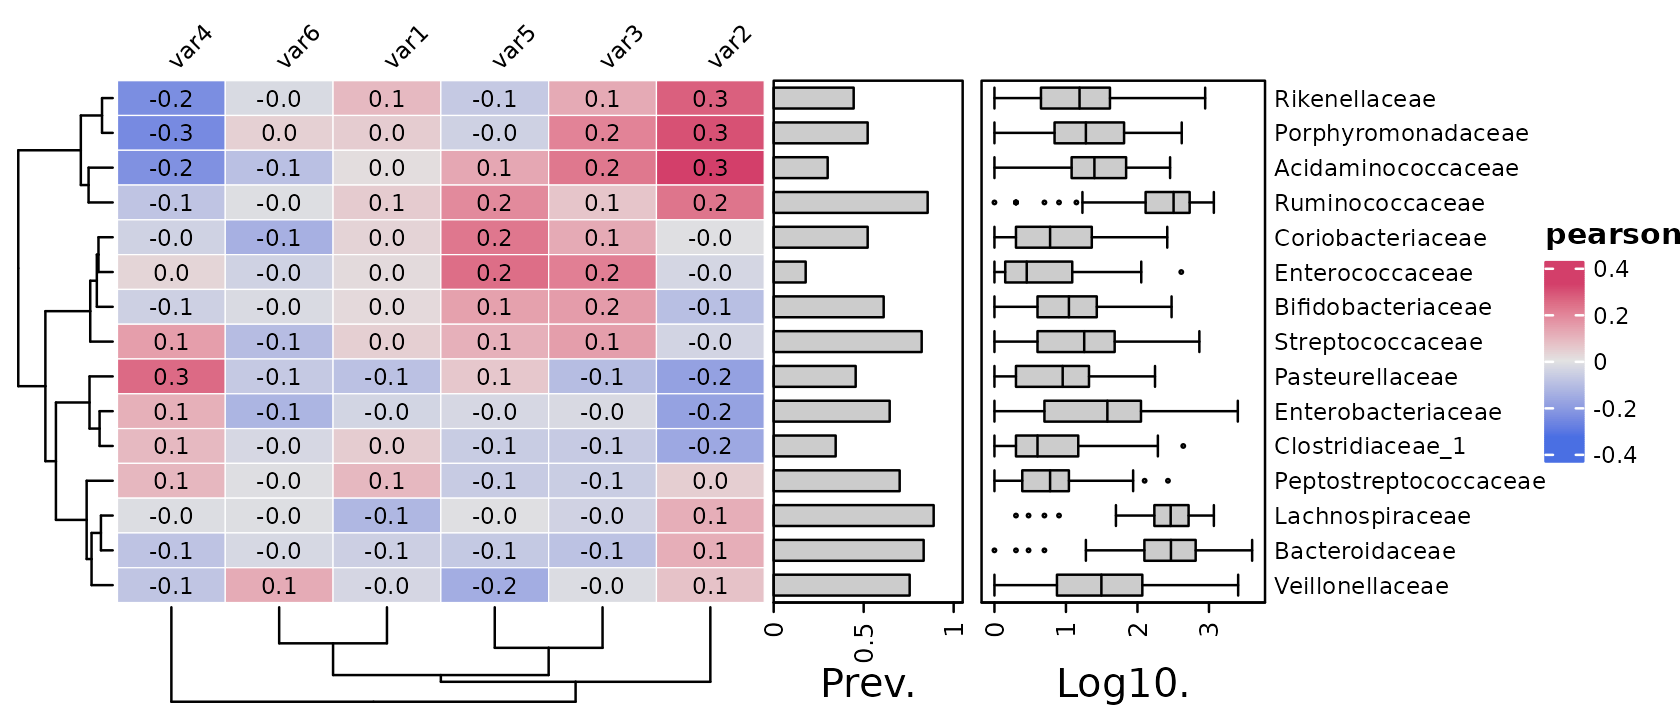 var4 var6 var1 var5 var3 var2
-0.2 -0.0 0.1 -0.1 0.1 0.3 Rikenellaceae
-0.3 0.0 0.0 -0.0 0.2 0.3 Porphyromonadaceae
-0.2 -0.1 0.0 0.1 0.2 0.3 Acidaminococcaceae
-0.1 -0.0 0.1 0.2 0.1 0.2 Ruminococcaceae
-0.0 -0.1 0.0 0.2 0.1 -0.0 Coriobacteriaceae
0.0 -0.0 0.0 0.2 0.2 -0.0 Enterococcaceae
-0.1 -0.0 0.0 0.1 0.2 -0.1 Bifidobacteriaceae
0.1 -0.1 0.0 0.1 0.1 -0.0 Streptococcaceae
0.3 -0.1 -0.1 0.1 -0.1 -0.2 Pasteurellaceae
0.1 -0.1 -0.0 -0.0 -0.0 -0.2 Enterobacteriaceae
0.1 -0.0 0.0 -0.1 -0.1 -0.2 Clostridiaceae_1
0.1 -0.0 0.1 -0.1 -0.1 0.0 Peptostreptococcaceae
-0.0 -0.0 -0.1 -0.0 -0.0 0.1 Lachnospiraceae
-0.1 -0.0 -0.1 -0.1 -0.1 0.1 Bacteroidaceae
-0.1 0.1 -0.0 -0.2 -0.0 0.1 Veillonellaceae
0 0.5 1
Prev.
0 1 2 3
Log10.
pearson
0.4
0.2
0
-0.2
-0.4